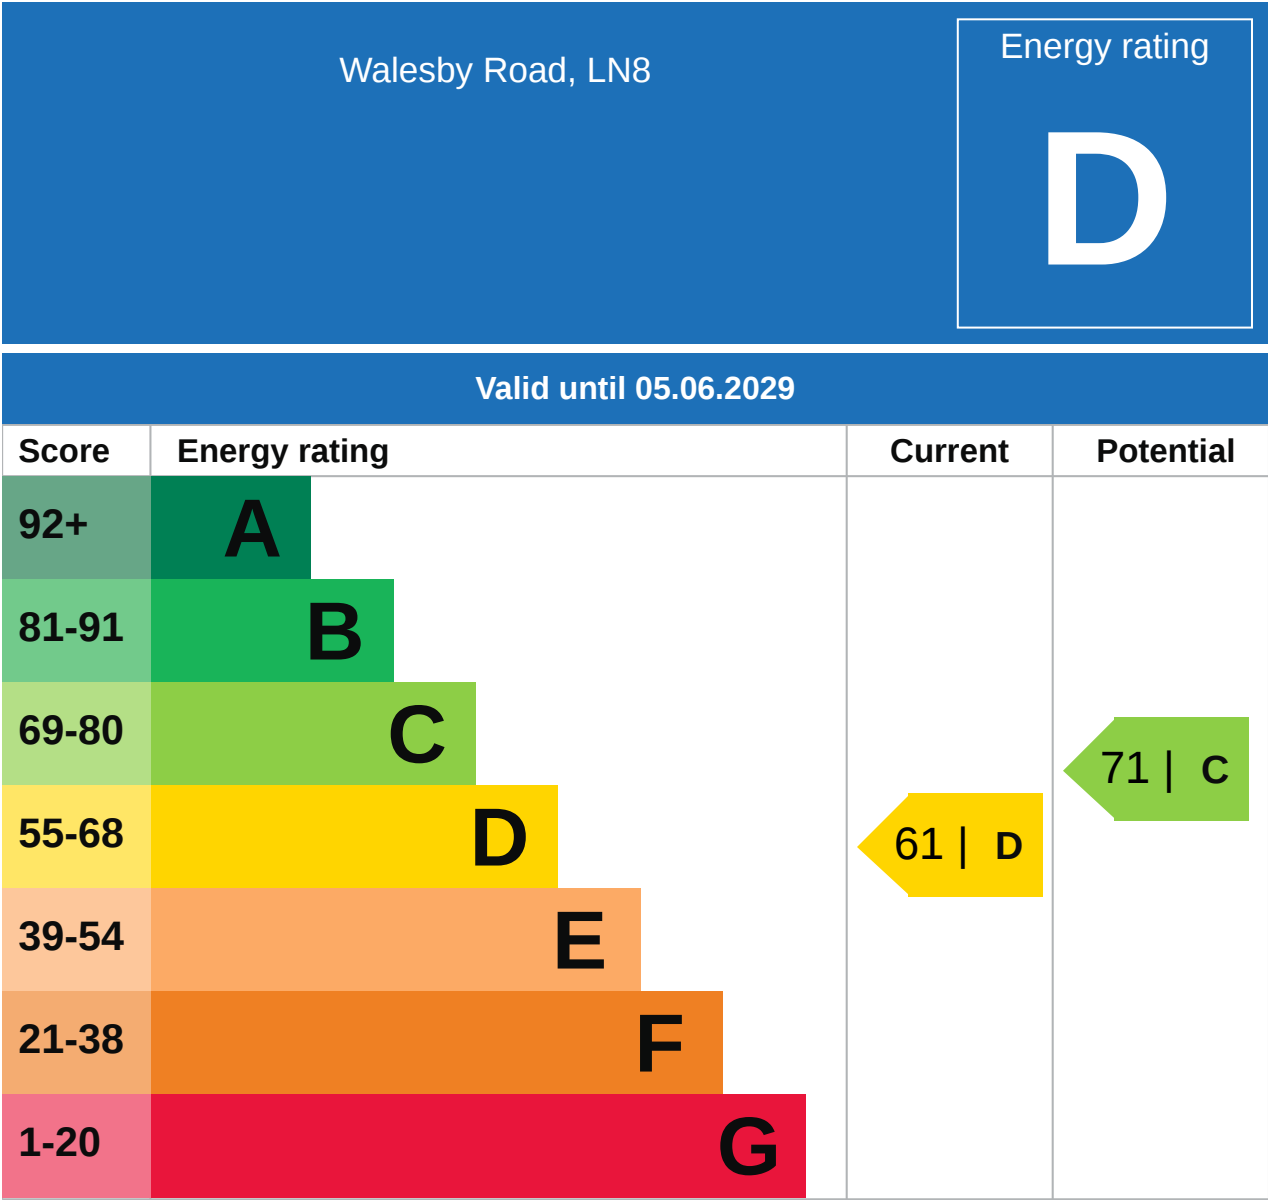 Walesby Road, LN8
Energy rating
D
Valid until 05.06.2029
Score Energy rating Current Potential
92+ A
81-91 B
69-80 C
71 | C
55-68 D
61 | D
39-54 E
21-38 F
1-20 G